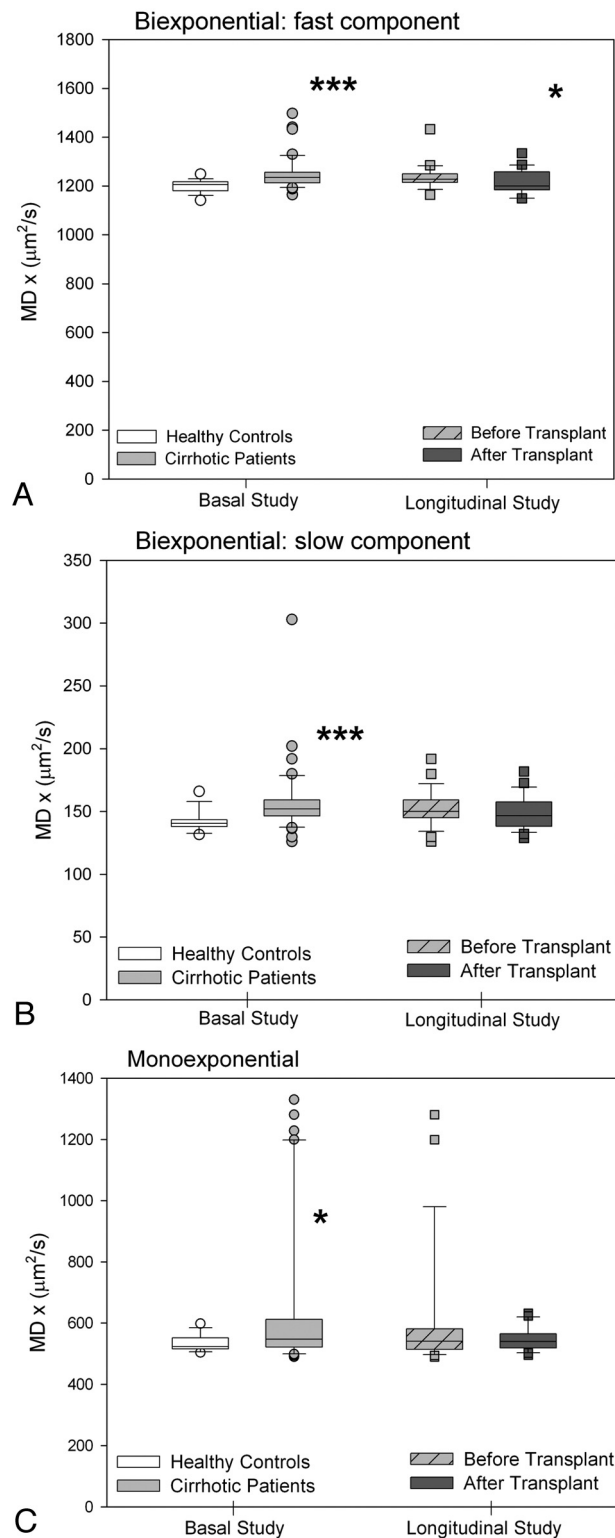 Biexponential: fast component
1800
1600
1400
1200
1000
800
600
400
200
0
MD x (μm²/s)
***
*
Healthy Controls
Cirrhotic Patients
Before Transplant
After Transplant
Basal Study
Longitudinal Study
A
Biexponential: slow component
350
300
250
200
150
100
50
0
MD x (μm²/s)
***
Healthy Controls
Cirrhotic Patients
Before Transplant
After Transplant
Basal Study
Longitudinal Study
B
Monoexponential
1400
1200
1000
800
600
400
200
0
MD x (μm²/s)
*
Healthy Controls
Cirrhotic Patients
Before Transplant
After Transplant
Basal Study
Longitudinal Study
C